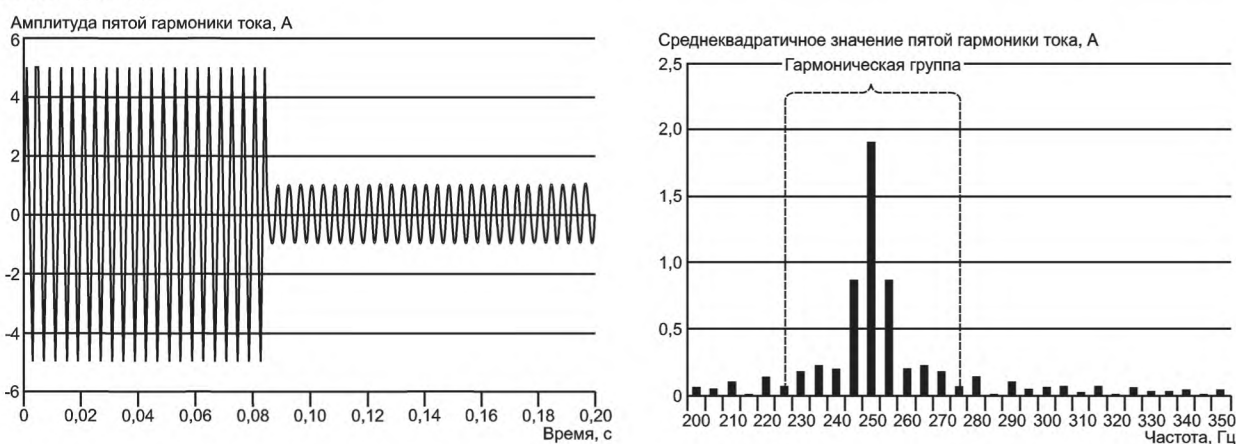 Амплитуда пятой гармоники тока, А
6
4
2
0
-2
-4
-6
0 0,02 0,04 0,06 0,08 0,10 0,12 0,14 0,16 0,18 0,20
Время, с
Среднеквадратичное значение пятой гармоники тока, А
2,5
Гармоническая группа
2,0
1,5
1,0
0,5
0
200 210 220 230 240 250 260 270 280 290 300 310 320 330 340 350
Частота, Гц